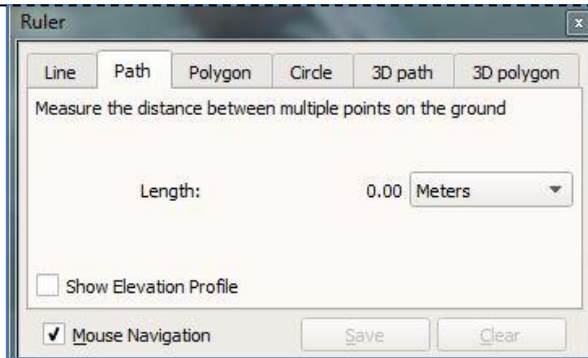 Ruler
Line Path Polygon Circle 3D path 3D polygon
Measure the distance between multiple points on the ground
Length: 0.00 Meters
Show Elevation Profile
Mouse Navigation Save Clear